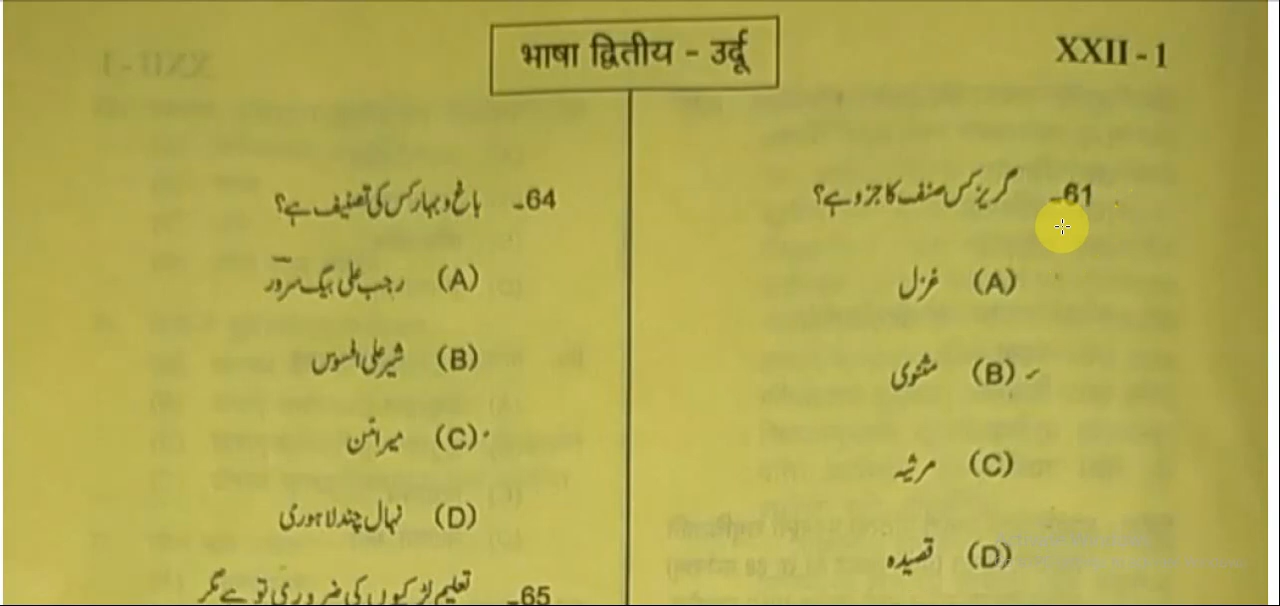 भाषा द्वितीय - उर्दू
XXII - 1
61- گریز کس صنف کا جزو ہے؟
(A) غزل
(B) مثنوی
(C) مرثیہ
(D) قصیدہ
64- باغ و بہار کس کی تصنیف ہے؟
(A) رجب علی بیگ سرور
(B) شیر علی افسوس
(C) میر امّن
(D) نہال چند لاہوری
65- تعلیم لڑکیوں کی ضروری تو ہے مگر